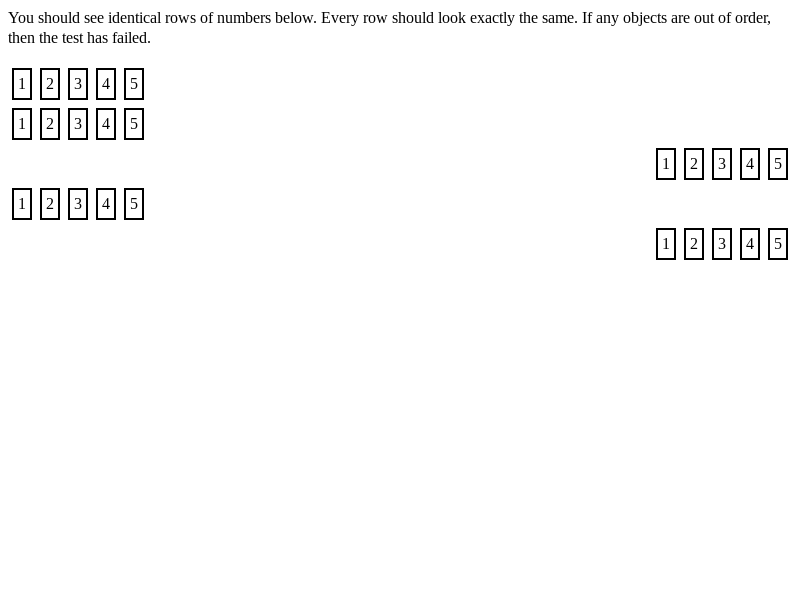 You should see identical rows of numbers below. Every row should look exactly the same. If any objects are out of order,
then the test has failed.
1 2 3 4 5
1 2 3 4 5
1 2 3 4 5
1 2 3 4 5
1 2 3 4 5